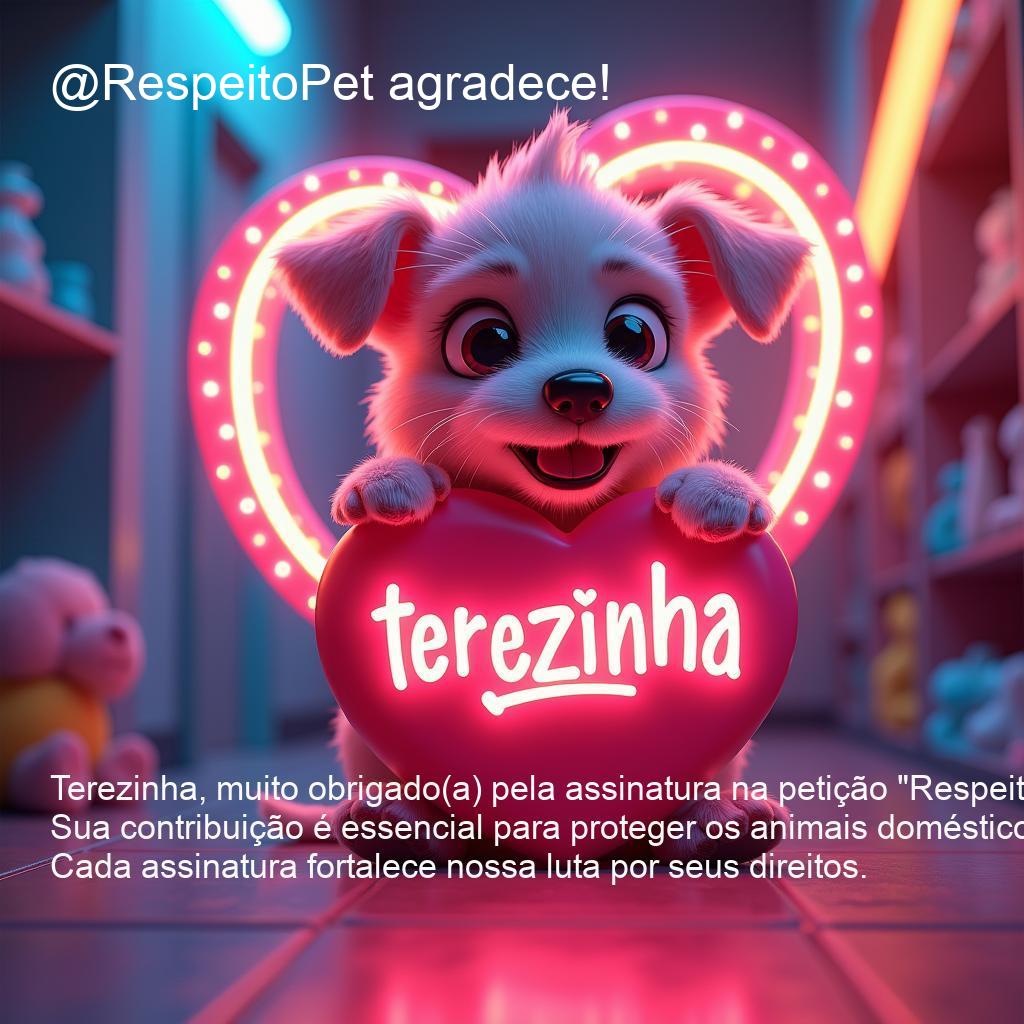 @RespeitoPet agradece!
terezinha
Terezinha, muito obrigado(a) pela assinatura na petição "Respeit
Sua contribuição é essencial para proteger os animais doméstico
Cada assinatura fortalece nossa luta por seus direitos.